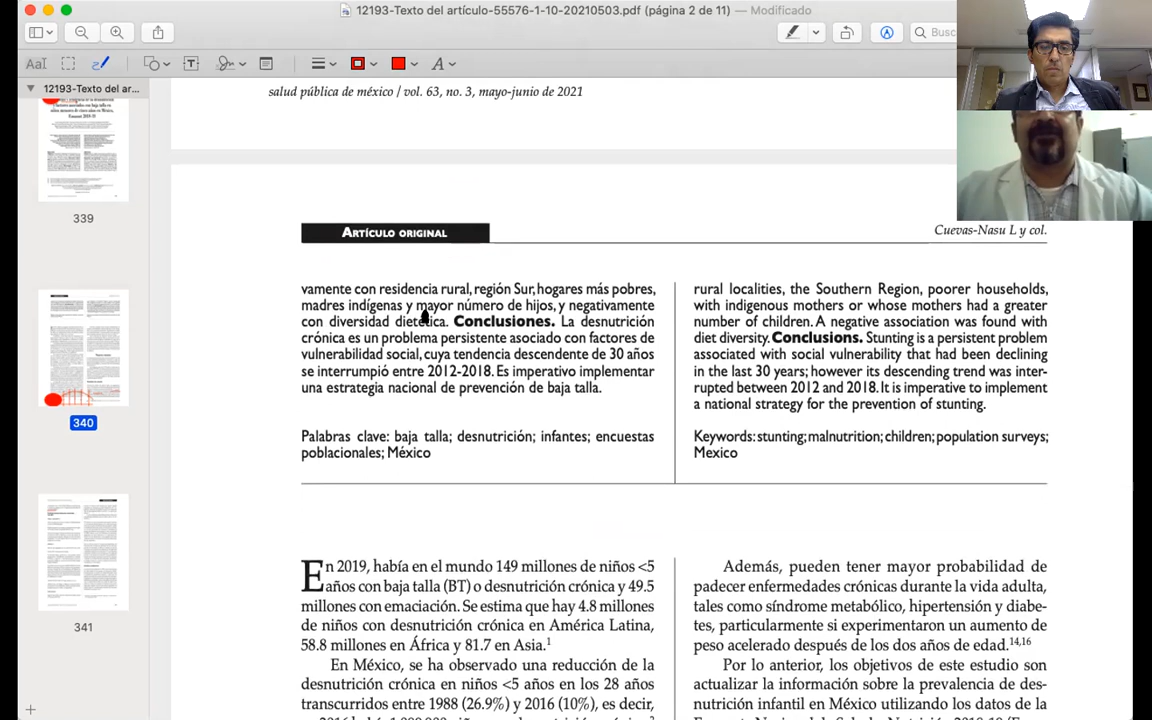 12193-Texto del artículo-55576-1-10-20210503.pdf (página 2 de 11) — Modificado
Busc
AaI
T
A
12193-Texto del ar...
339
340
341
salud pública de méxico / vol. 63, no. 3, mayo-junio de 2021
Artículo original
Cuevas-Nasu L y col.
vamente con residencia rural, región Sur, hogares más pobres,
madres indígenas y mayor número de hijos, y negativamente
con diversidad dietética. Conclusiones. La desnutrición
crónica es un problema persistente asociado con factores de
vulnerabilidad social, cuya tendencia descendente de 30 años
se interrumpió entre 2012-2018. Es imperativo implementar
una estrategia nacional de prevención de baja talla.
Palabras clave: baja talla; desnutrición; infantes; encuestas
poblacionales; México
rural localities, the Southern Region, poorer households,
with indigenous mothers or whose mothers had a greater
number of children. A negative association was found with
diet diversity. Conclusions. Stunting is a persistent problem
associated with social vulnerability that had been declining
in the last 30 years; however its descending trend was inter-
rupted between 2012 and 2018. It is imperative to implement
a national strategy for the prevention of stunting.
Keywords: stunting; malnutrition; children; population surveys;
Mexico
En 2019, había en el mundo 149 millones de niños <5
años con baja talla (BT) o desnutrición crónica y 49.5
millones con emaciación. Se estima que hay 4.8 millones
de niños con desnutrición crónica en América Latina,
58.8 millones en África y 81.7 en Asia.1
En México, se ha observado una reducción de la
desnutrición crónica en niños <5 años en los 28 años
transcurridos entre 1988 (26.9%) y 2016 (10%), es decir,
Además, pueden tener mayor probabilidad de
padecer enfermedades crónicas durante la vida adulta,
tales como síndrome metabólico, hipertensión y diabe-
tes, particularmente si experimentaron un aumento de
peso acelerado después de los dos años de edad.14,16
Por lo anterior, los objetivos de este estudio son
actualizar la información sobre la prevalencia de des-
nutrición infantil en México utilizando los datos de la